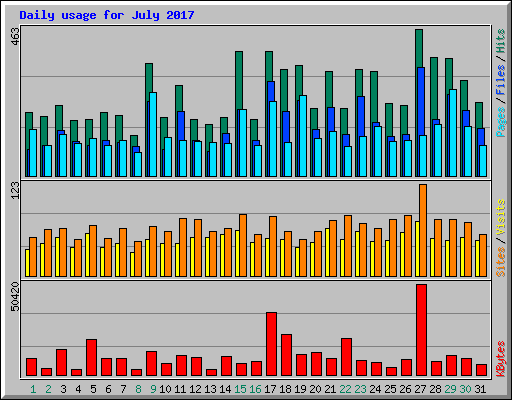 Daily usage for July 2017
463
Pages / Files / Hits
123
Sites / Visits
50420
KBytes
1 2 3 4 5 6 7 8 9 10 11 12 13 14 15 16 17 18 19 20 21 22 23 24 25 26 27 28 29 30 31